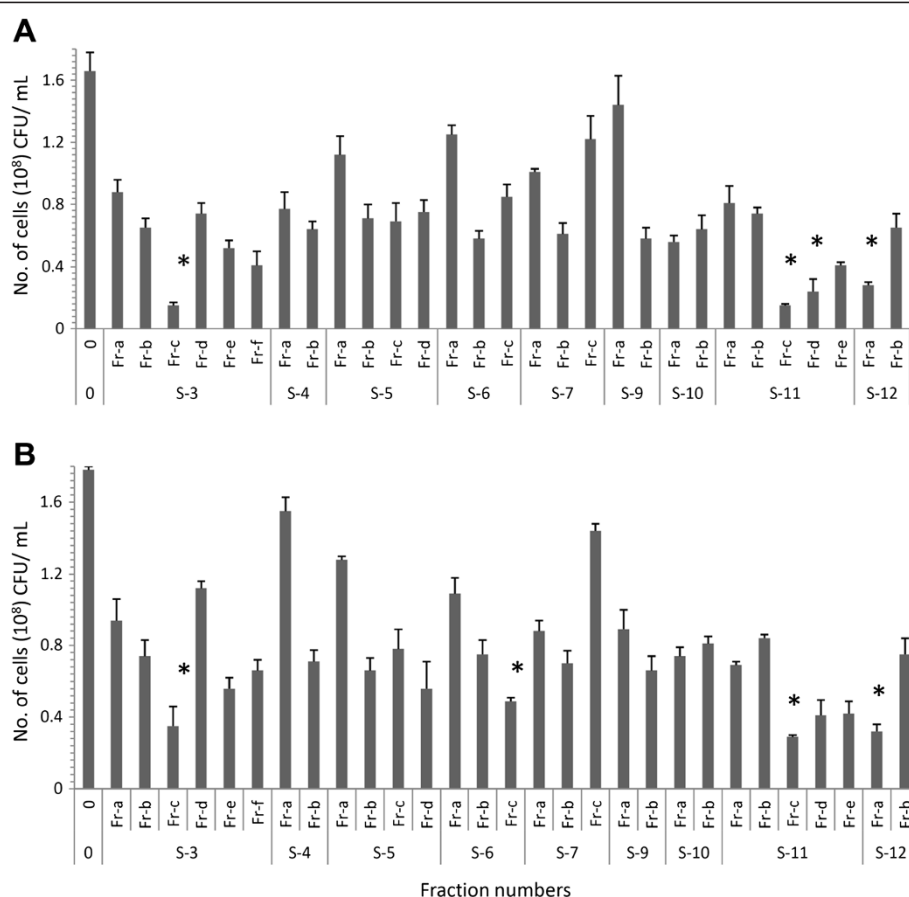 A
No. of cells (10⁸) CFU/ mL
1.6
1.2
0.8
0.4
0
*
*
*
*
0 Fr-a Fr-b Fr-c Fr-d Fr-e Fr-f Fr-a Fr-b Fr-a Fr-b Fr-c Fr-d Fr-a Fr-b Fr-c Fr-a Fr-b Fr-c Fr-a Fr-b Fr-a Fr-b Fr-a Fr-b Fr-c Fr-d Fr-e Fr-a Fr-b
0 S-3 S-4 S-5 S-6 S-7 S-9 S-10 S-11 S-12
B
No. of cells (10⁸) CFU/ mL
1.6
1.2
0.8
0.4
0
*
*
*
*
0 Fr-a Fr-b Fr-c Fr-d Fr-e Fr-f Fr-a Fr-b Fr-a Fr-b Fr-c Fr-d Fr-a Fr-b Fr-c Fr-a Fr-b Fr-c Fr-a Fr-b Fr-a Fr-b Fr-a Fr-b Fr-c Fr-d Fr-e Fr-a Fr-b
0 S-3 S-4 S-5 S-6 S-7 S-9 S-10 S-11 S-12
Fraction numbers